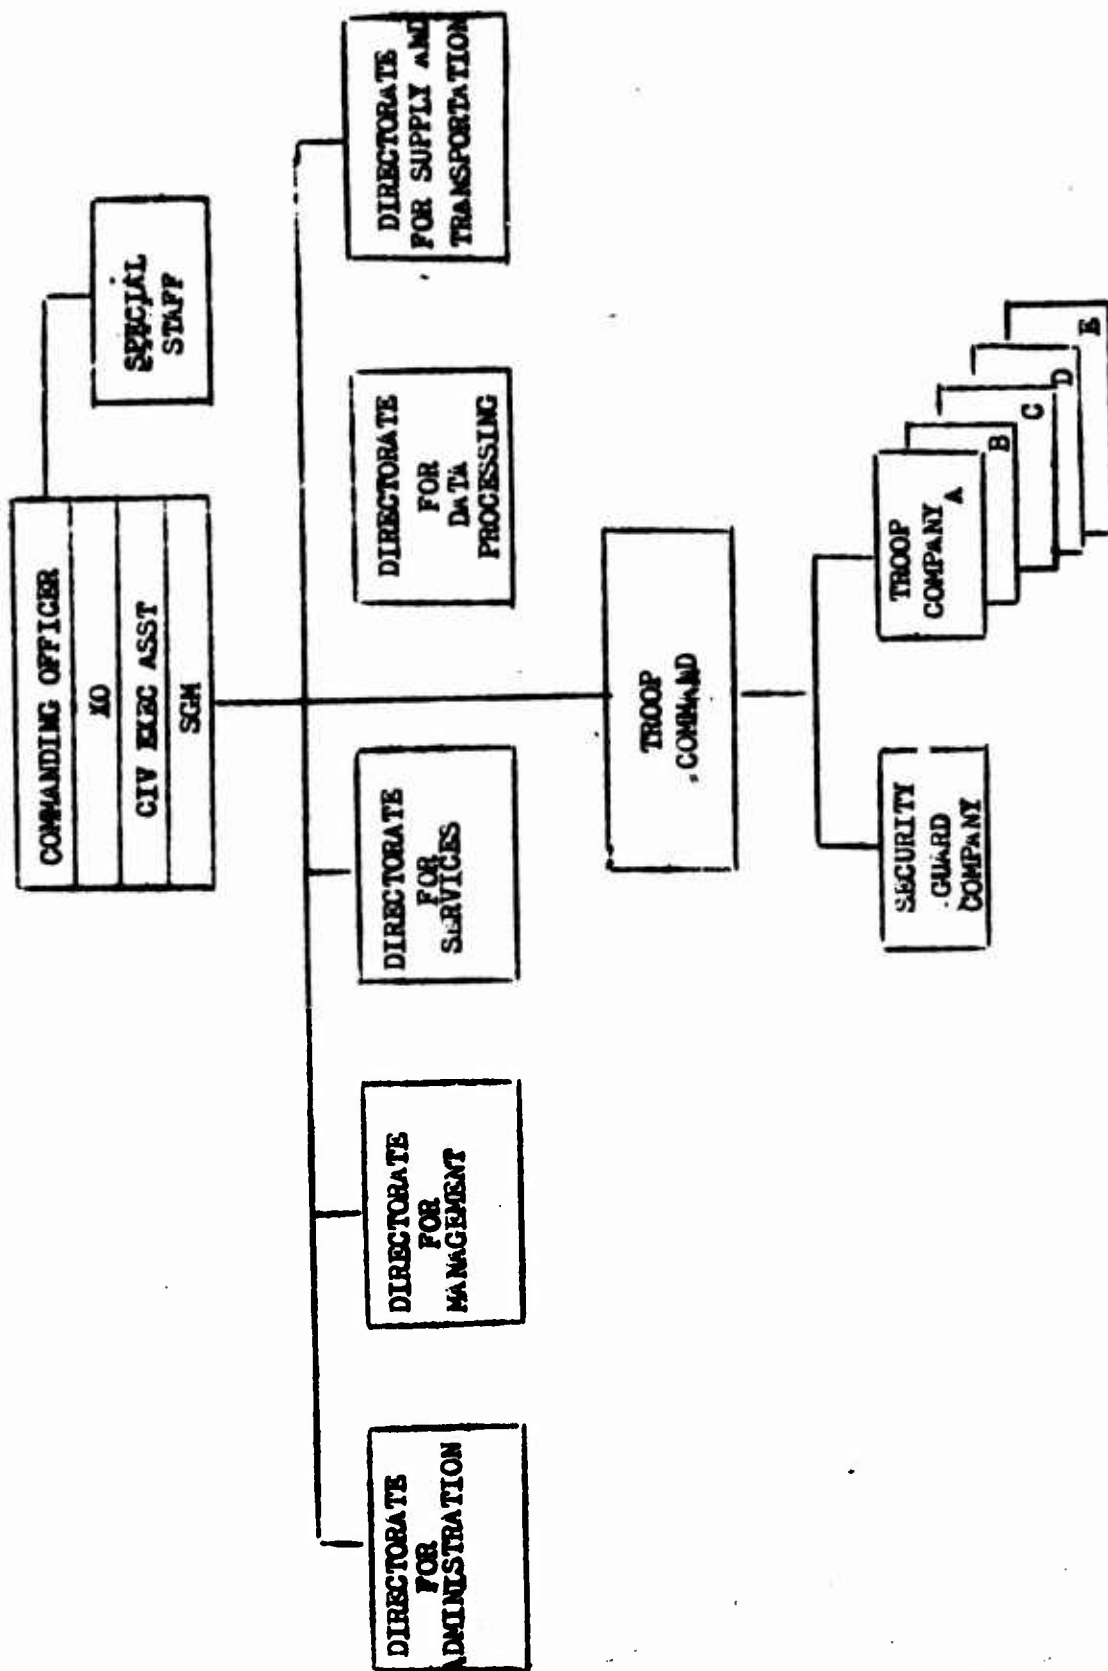 COMMANDING OFFICER
XO
CIV EXEC ASST
SGM
SPECIAL
STAFF
DIRECTORATE
FOR
ADMINISTRATION
DIRECTORATE
FOR
MANAGEMENT
DIRECTORATE
FOR
SERVICES
DIRECTORATE
FOR
DATA
PROCESSING
DIRECTORATE
FOR SUPPLY AND
TRANSPORTATION
TROOP
COMMAND
SECURITY
GUARD
COMPANY
TROOP
COMPANY
A
B
C
D
E